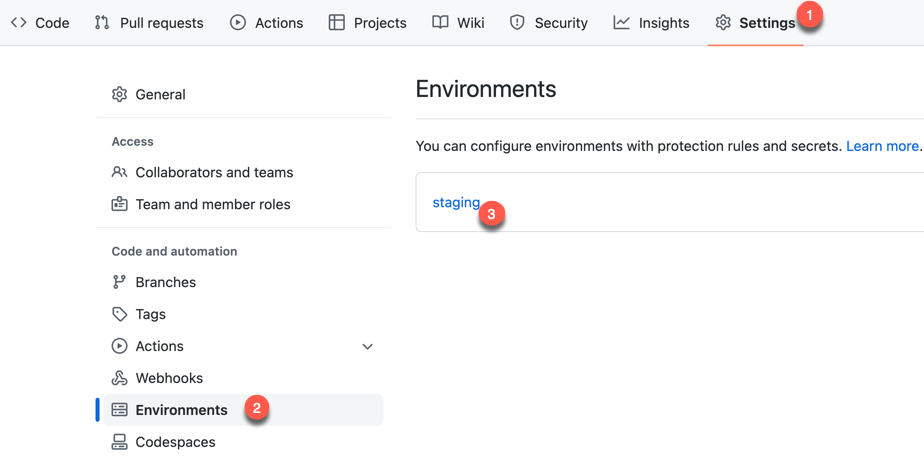 Code Pull requests Actions Projects Wiki Security Insights Settings 1
General
Access
Collaborators and teams
Team and member roles
Code and automation
Branches
Tags
Actions
Webhooks
Environments 2
Codespaces
Environments
You can configure environments with protection rules and secrets. Learn more.
staging 3